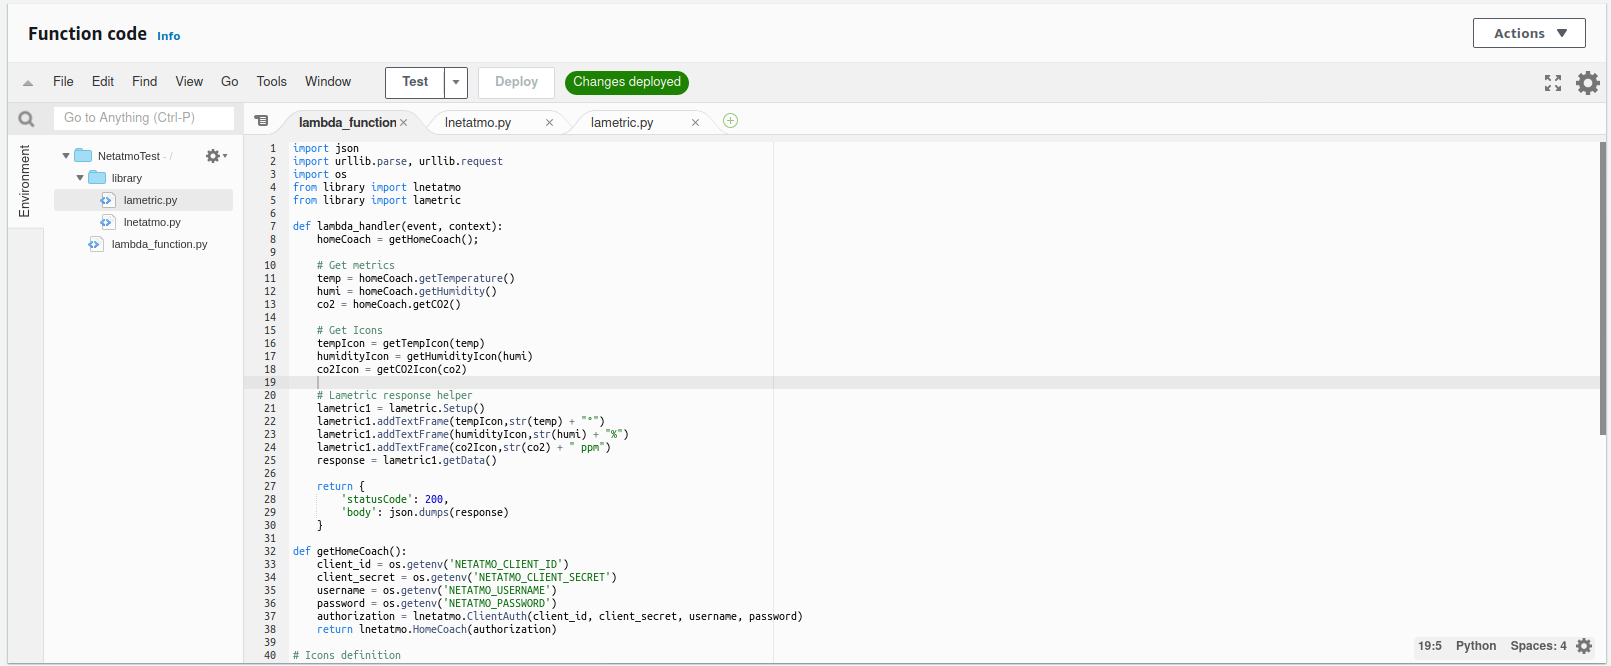 Function code Info
Actions
File Edit Find View Go Tools Window Test Deploy Changes deployed
Go to Anything (Ctrl-P)
lambda_function lnetatmo.py lametric.py
Environment
NetatmoTest - /
library
lametric.py
lnetatmo.py
lambda_function.py
1 import json
2 import urllib.parse, urllib.request
3 import os
4 from library import lnetatmo
5 from library import lametric
6
7 def lambda_handler(event, context):
8     homeCoach = getHomeCoach();
9
10     # Get metrics
11     temp = homeCoach.getTemperature()
12     humi = homeCoach.getHumidity()
13     co2 = homeCoach.getCO2()
14
15     # Get Icons
16     tempIcon = getTempIcon(temp)
17     humidityIcon = getHumidityIcon(humi)
18     co2Icon = getCO2Icon(co2)
19
20     # Lametric response helper
21     lametric1 = lametric.Setup()
22     lametric1.addTextFrame(tempIcon,str(temp) + "°")
23     lametric1.addTextFrame(humidityIcon,str(humi) + "%")
24     lametric1.addTextFrame(co2Icon,str(co2) + " ppm")
25     response = lametric1.getData()
26
27     return {
28         'statusCode': 200,
29         'body': json.dumps(response)
30     }
31
32 def getHomeCoach():
33     client_id = os.getenv('NETATMO_CLIENT_ID')
34     client_secret = os.getenv('NETATMO_CLIENT_SECRET')
35     username = os.getenv('NETATMO_USERNAME')
36     password = os.getenv('NETATMO_PASSWORD')
37     authorization = lnetatmo.ClientAuth(client_id, client_secret, username, password)
38     return lnetatmo.HomeCoach(authorization)
39
40 # Icons definition
19:5 Python Spaces: 4